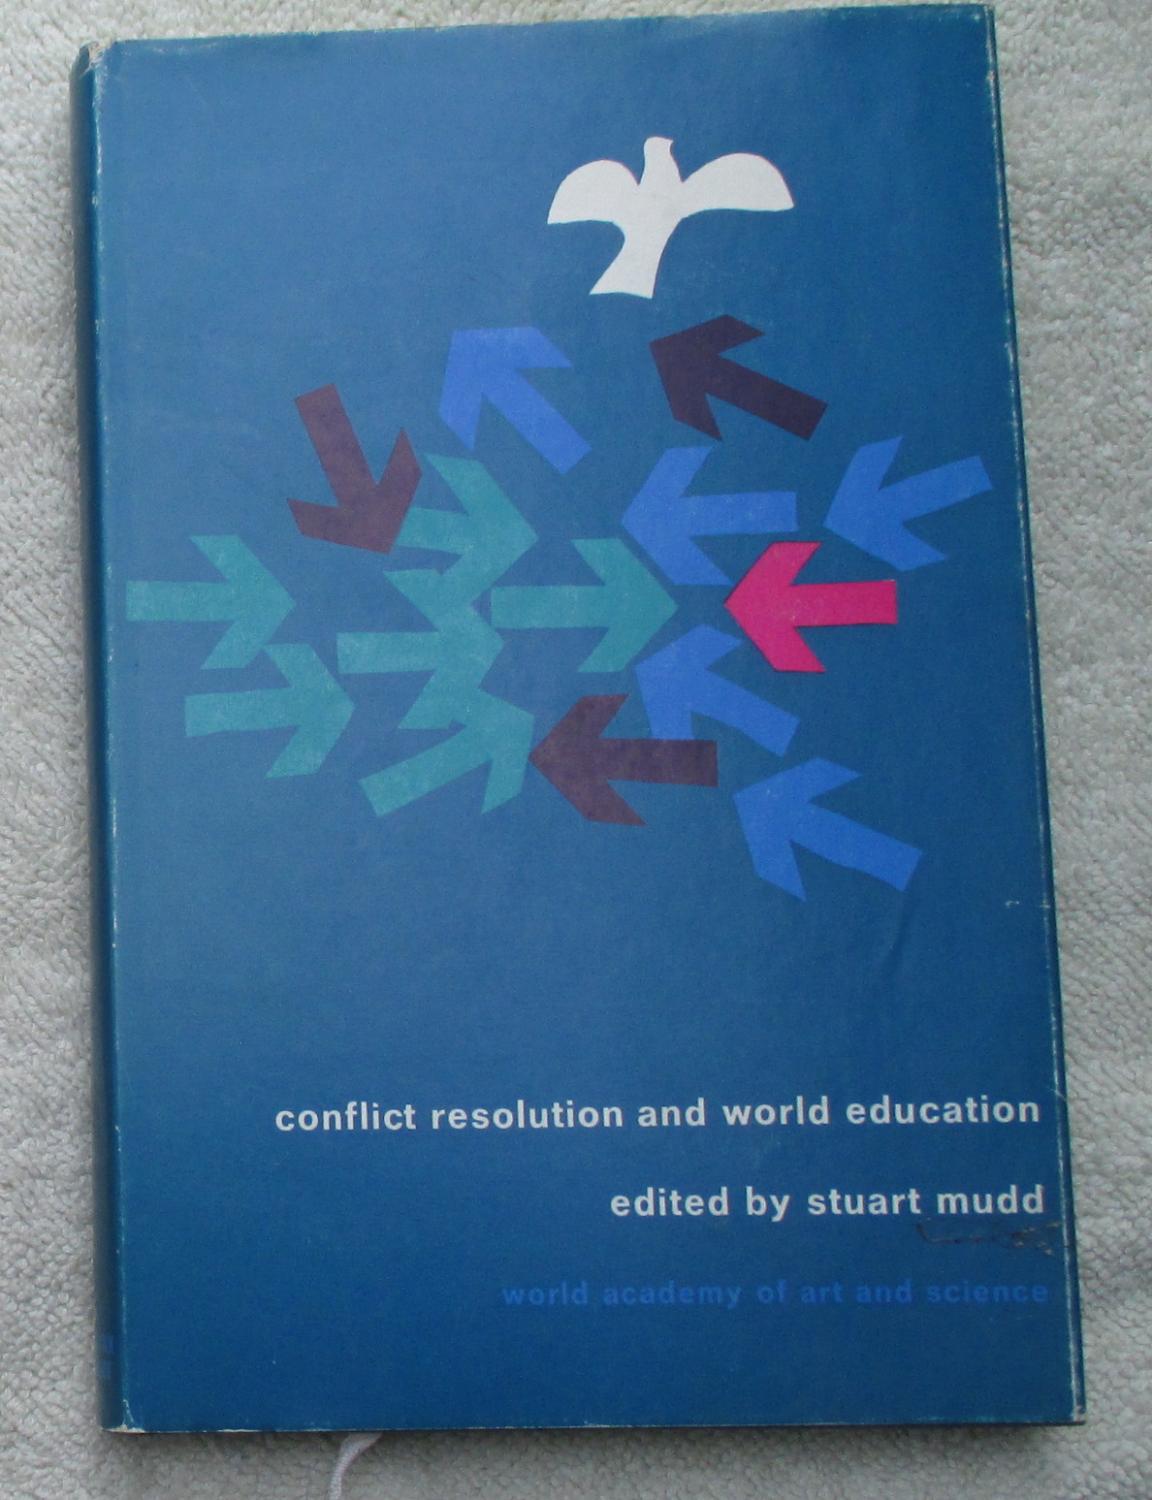 conflict resolution and world education
edited by stuart mudd
world academy of art and science